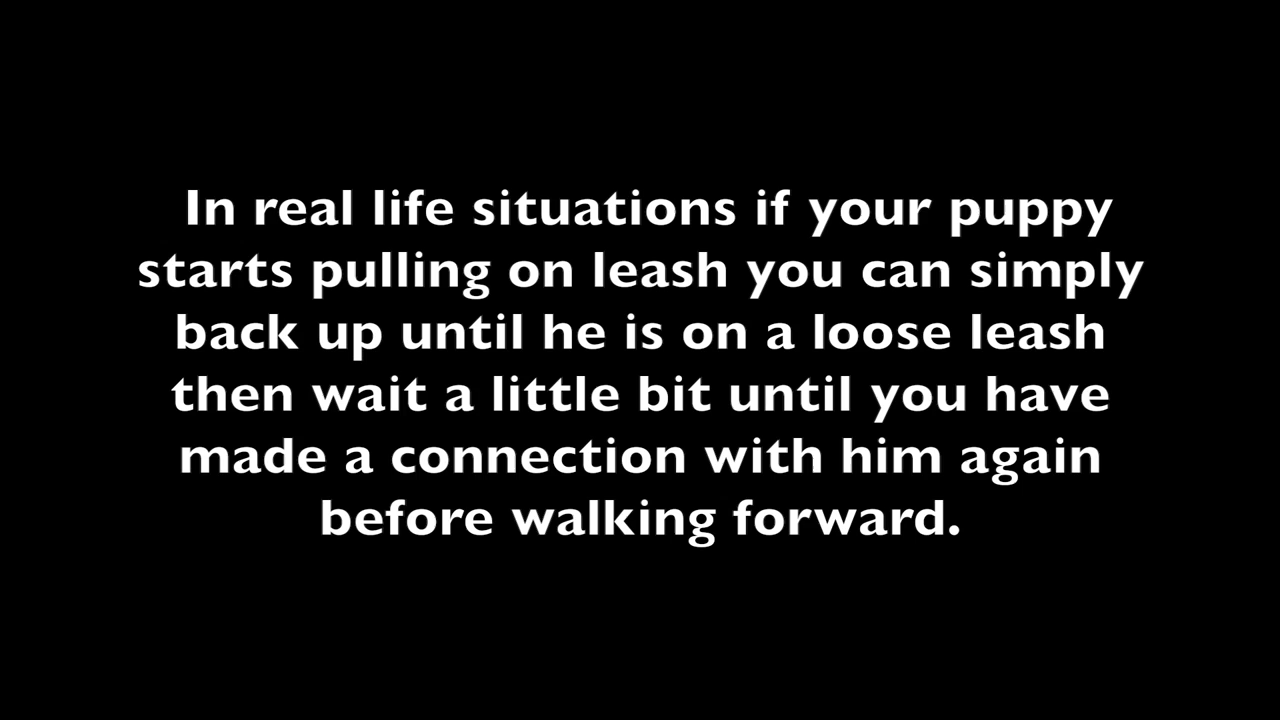 In real life situations if your puppy
starts pulling on leash you can simply
back up until he is on a loose leash
then wait a little bit until you have
made a connection with him again
before walking forward.